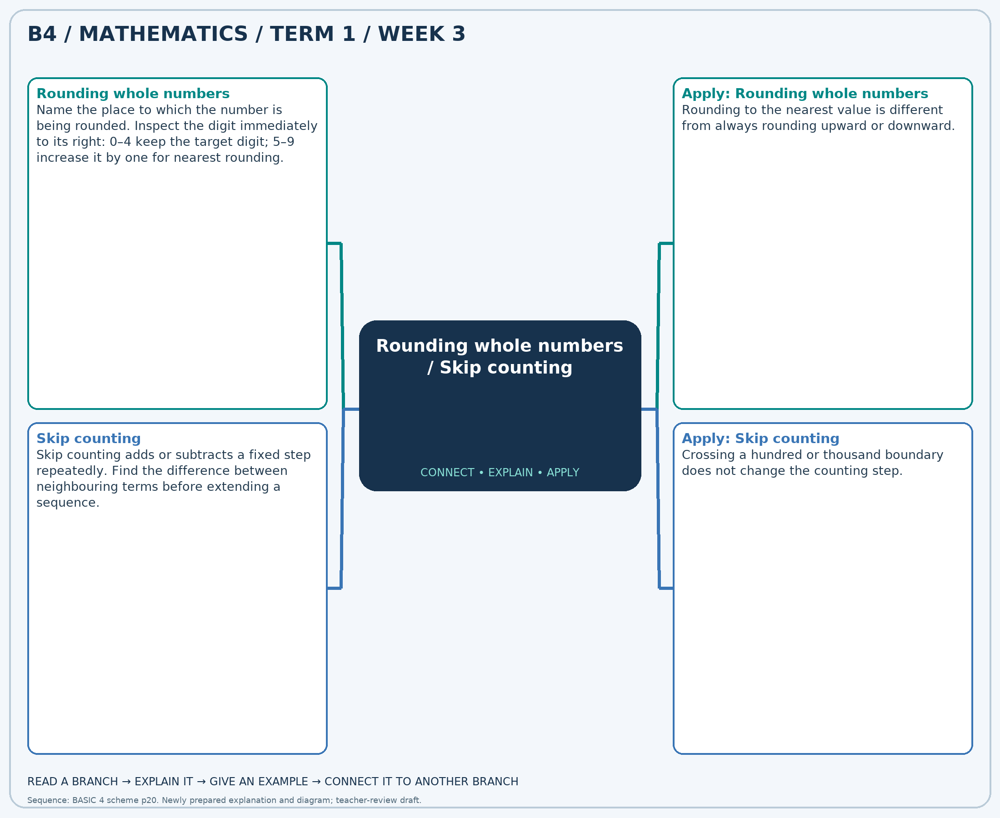 B4 / MATHEMATICS / TERM 1 / WEEK 3
Rounding whole numbers
Name the place to which the number is
being rounded. Inspect the digit immediately
to its right: 0–4 keep the target digit; 5–9
increase it by one for nearest rounding.
Apply: Rounding whole numbers
Rounding to the nearest value is different
from always rounding upward or downward.
Rounding whole numbers
/ Skip counting
CONNECT • EXPLAIN • APPLY
Skip counting
Skip counting adds or subtracts a fixed step
repeatedly. Find the difference between
neighbouring terms before extending a
sequence.
Apply: Skip counting
Crossing a hundred or thousand boundary
does not change the counting step.
READ A BRANCH → EXPLAIN IT → GIVE AN EXAMPLE → CONNECT IT TO ANOTHER BRANCH
Sequence: BASIC 4 scheme p20. Newly prepared explanation and diagram; teacher-review draft.